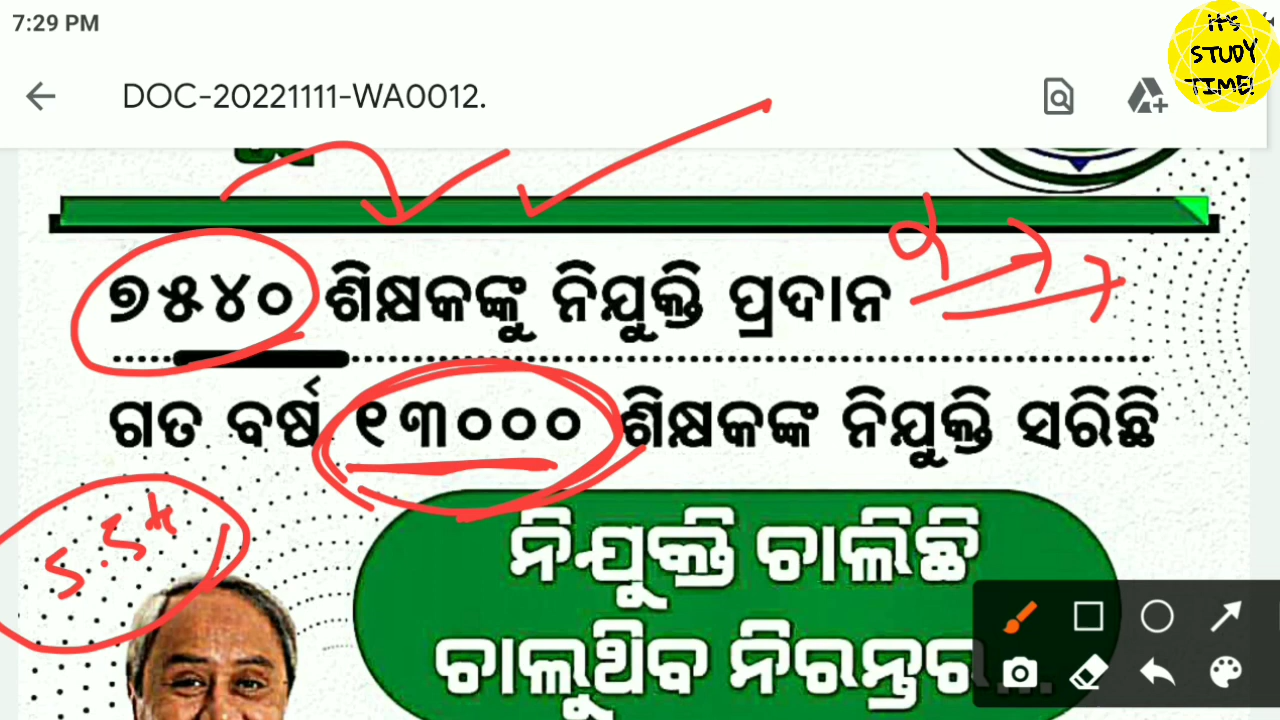 7:29 PM
IT'S
STUDY
TIME!
DOC-20221111-WA0012.
୭୫୪୦ ଶିକ୍ଷକଙ୍କୁ ନିଯୁକ୍ତି ପ୍ରଦାନ
ଗତ ବର୍ଷ ୧୩୦୦୦ ଶିକ୍ଷକଙ୍କ ନିଯୁକ୍ତି ସରିଛି
ନିଯୁକ୍ତି ଚାଲିଛି
ଚାଲୁଥିବ ନିରନ୍ତର...